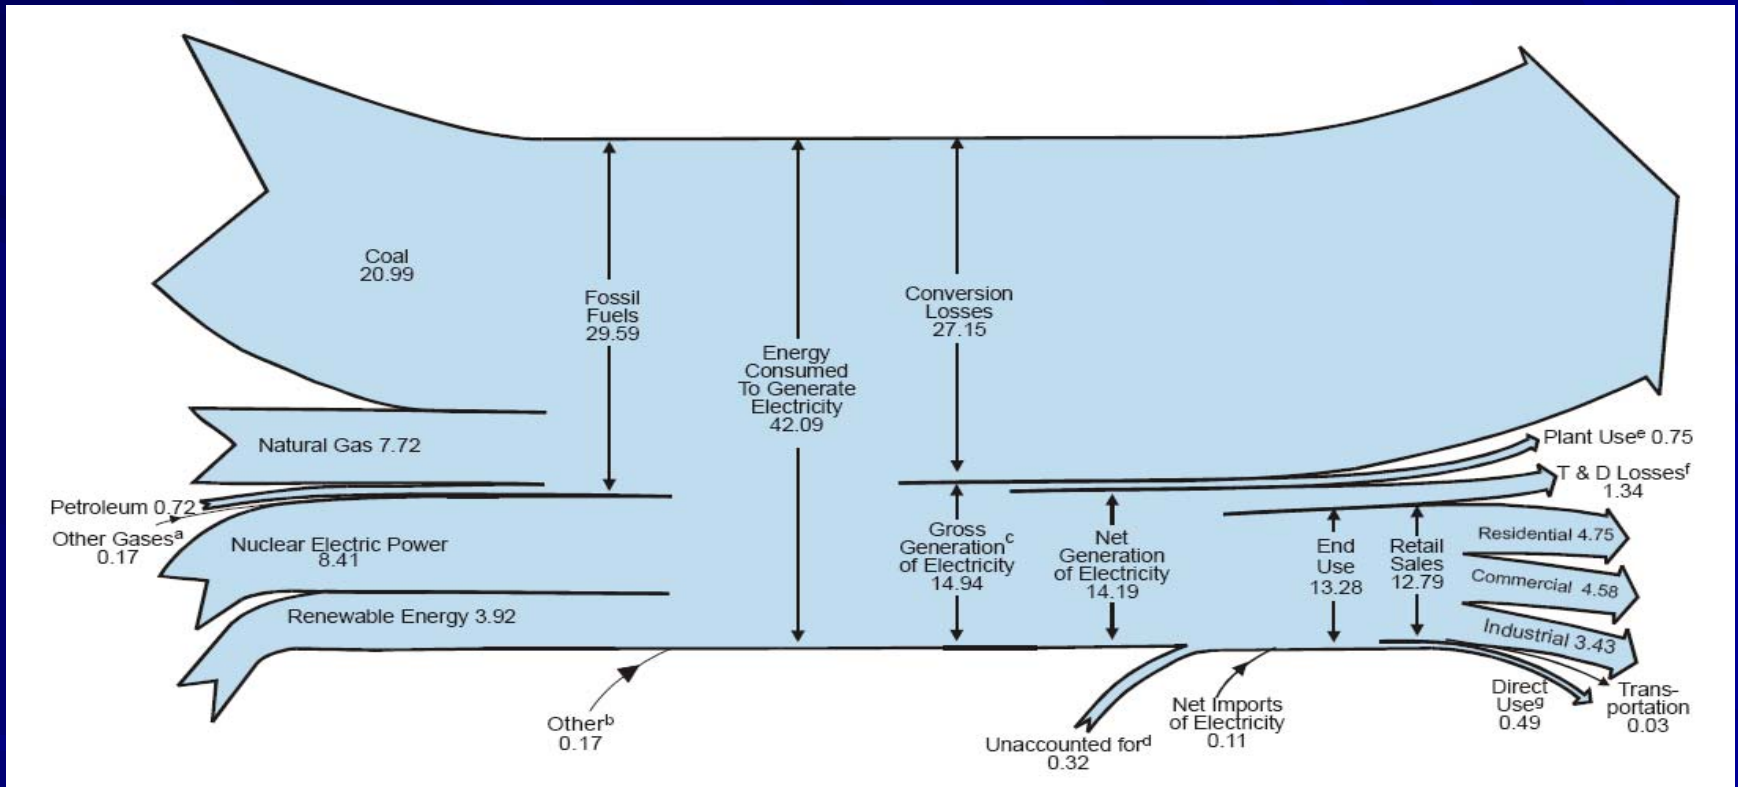 Coal
20.99
Natural Gas 7.72
Petroleum 0.72
Other Gasesᵃ
0.17
Nuclear Electric Power
8.41
Renewable Energy 3.92
Otherᵇ
0.17
Fossil
Fuels
29.59
Energy
Consumed
To Generate
Electricity
42.09
Conversion
Losses
27.15
Gross
Generationᶜ
of Electricity
14.94
Net
Generation
of Electricity
14.19
Unaccounted forᵈ
0.32
Net Imports
of Electricity
0.11
End
Use
13.28
Retail
Sales
12.79
Plant Useᵉ 0.75
T & D Lossesᶠ
1.34
Residential 4.75
Commercial 4.58
Industrial 3.43
Direct
Useᵍ
0.49
Trans-
portation
0.03